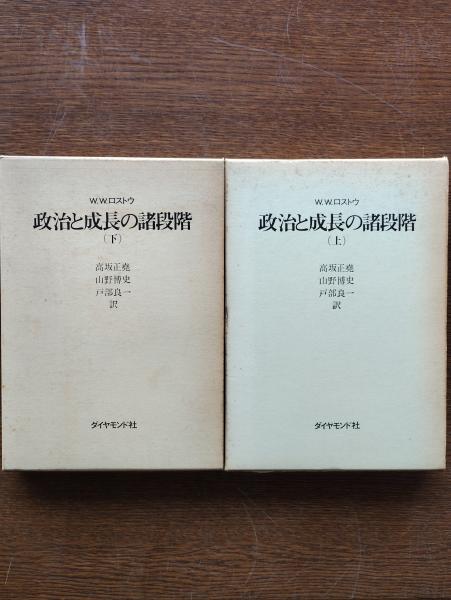 W.W.ロストウ
政治と成長の諸段階
(下)
高坂正堯
山野博史
戸部良一
訳
ダイヤモンド社
W.W.ロストウ
政治と成長の諸段階
(上)
高坂正堯
山野博史
戸部良一
訳
ダイヤモンド社